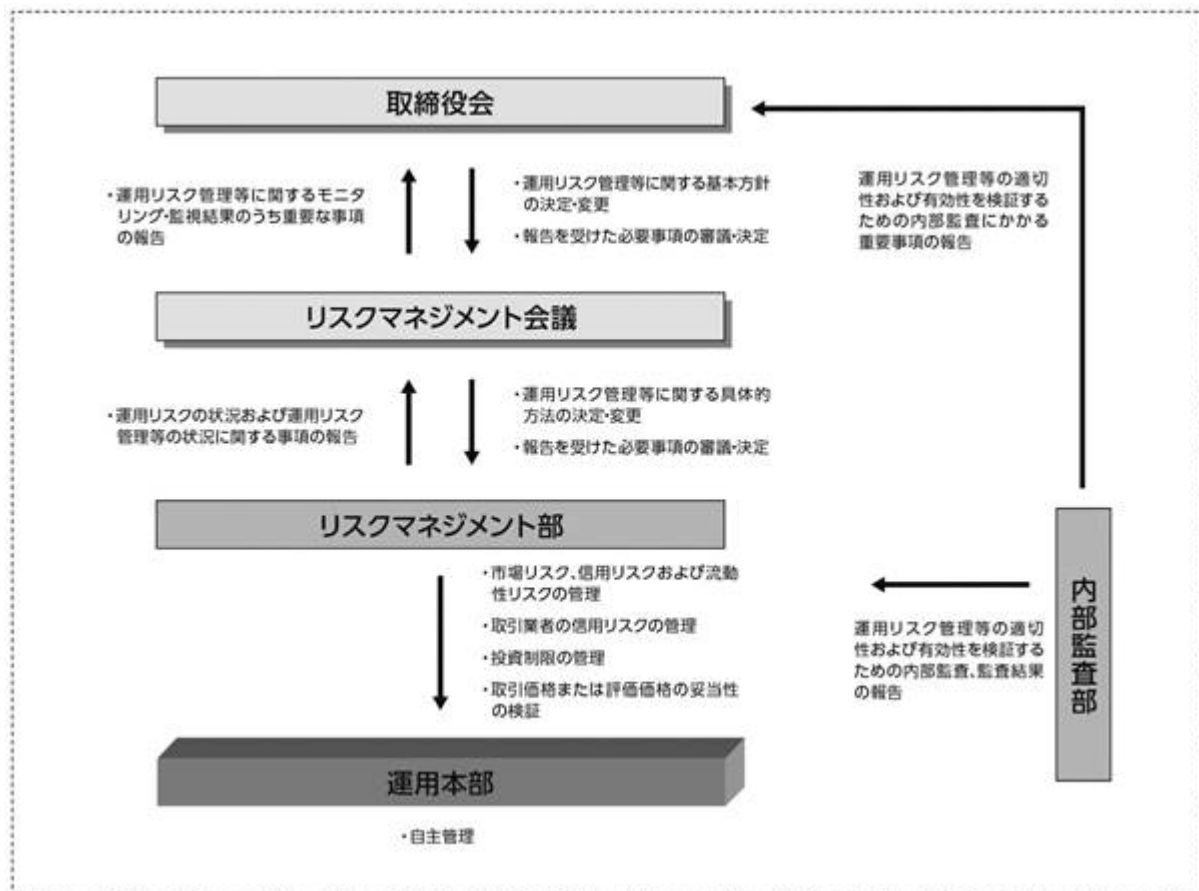 取締役会
・運用リスク管理等に関するモニタ
リング・監視結果のうち重要な事項
の報告
・運用リスク管理等に関する基本方針
の決定・変更
・報告を受けた必要事項の審議・決定
運用リスク管理等の適切
性および有効性を検証する
ための内部監査にかかる
重要事項の報告
リスクマネジメント会議
・運用リスクの状況および運用リスク
管理等の状況に関する事項の報告
・運用リスク管理等に関する具体的
方法の決定・変更
・報告を受けた必要事項の審議・決定
リスクマネジメント部
・市場リスク、信用リスクおよび流動
性リスクの管理
・取引業者の信用リスクの管理
・投資制限の管理
・取引価格または評価価格の妥当性
の検証
運用リスク管理等の適切
性および有効性を検証する
ための内部監査、監査結果
の報告
内部監査部
運用本部
・自主管理